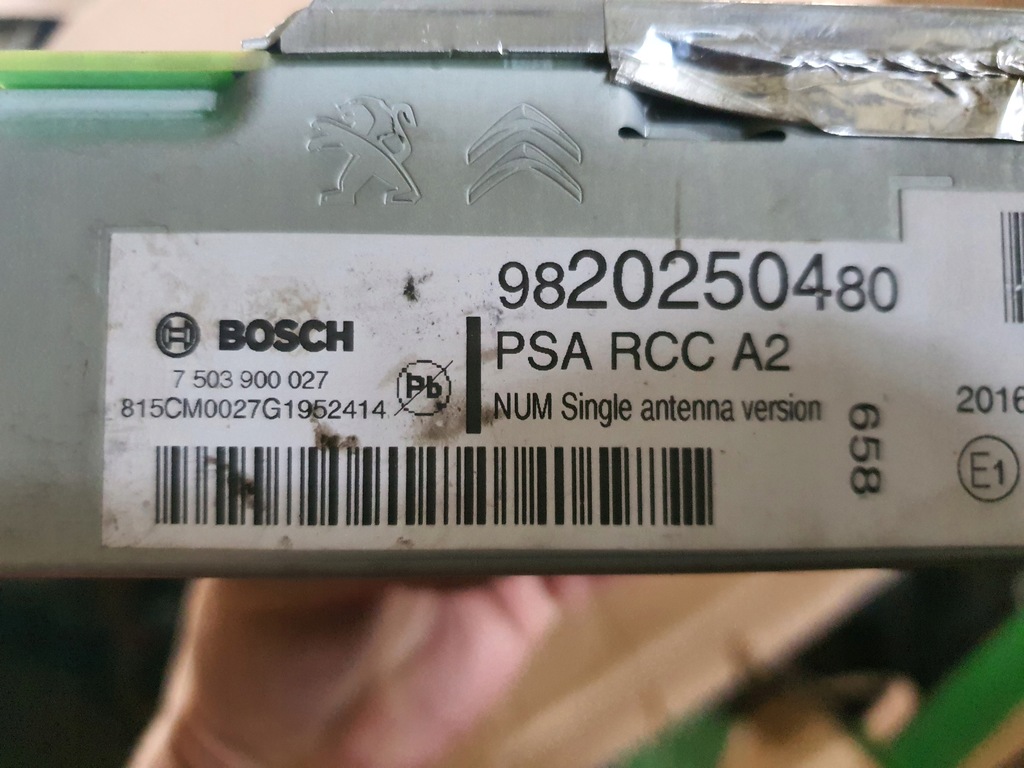 BOSCH
7 503 900 027
815CM0027G1952414
Pb
9820250480
PSA RCC A2
NUM Single antenna version
658
2016
E1